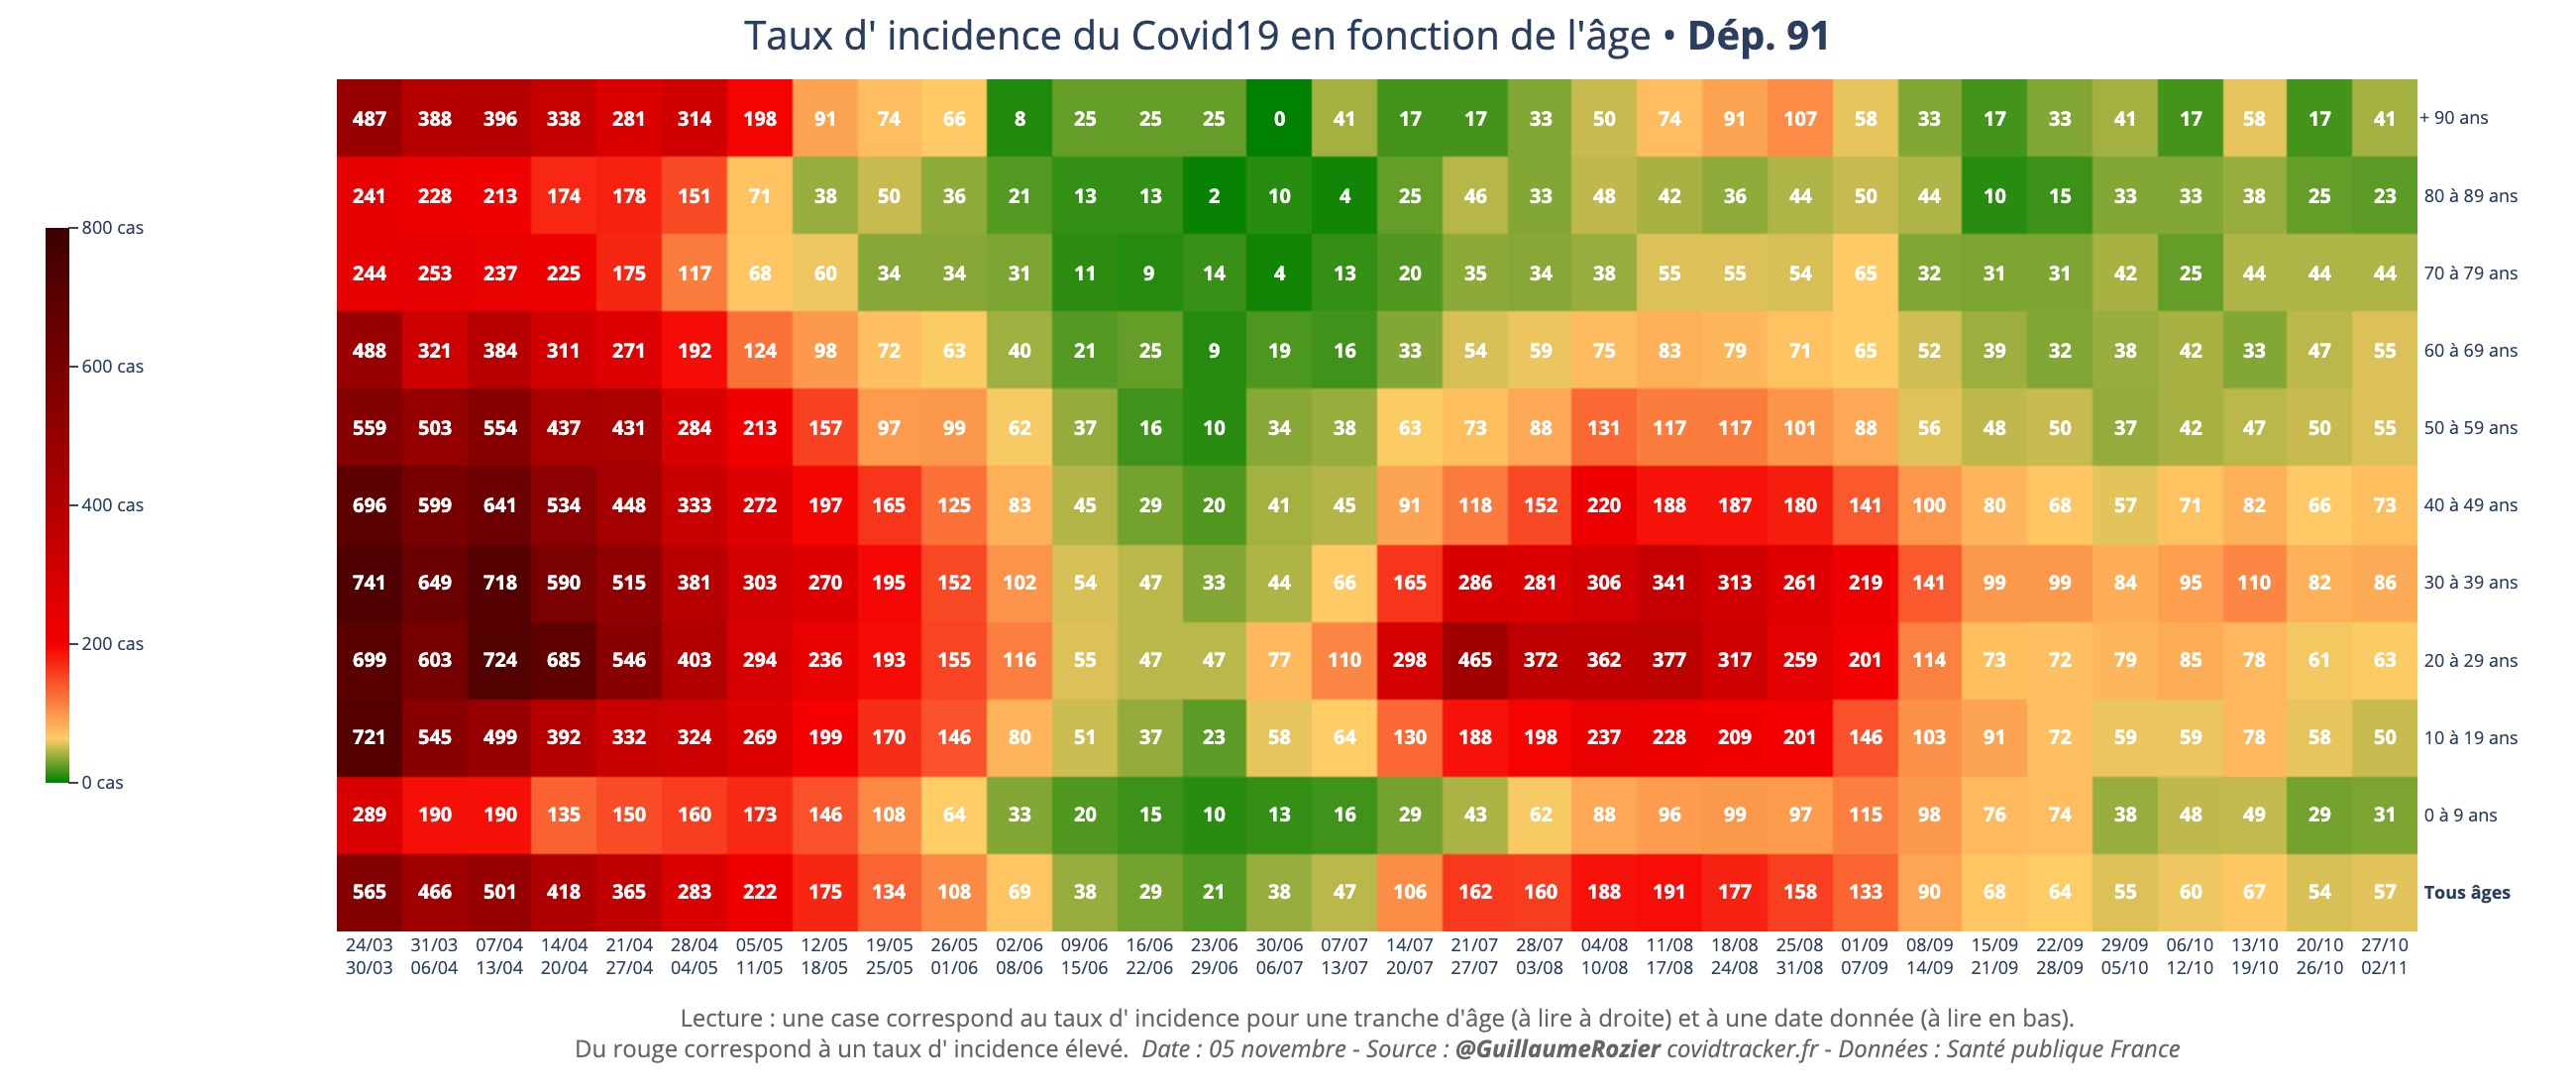 Taux d' incidence du Covid19 en fonction de l'âge • Dép. 91
487 388 396 338 281 314 198 91 74 66 8 25 25 25 0 41 17 17 33 50 74 91 107 58 33 17 33 41 17 58 17 41 + 90 ans
241 228 213 174 178 151 71 38 50 36 21 13 13 2 10 4 25 46 33 48 42 36 44 50 44 10 15 33 33 38 25 23 80 à 89 ans
800 cas
244 253 237 225 175 117 68 60 34 34 31 11 9 14 4 13 20 35 34 38 55 55 54 65 32 31 31 42 25 44 44 44 70 à 79 ans
488 321 384 311 271 192 124 98 72 63 40 21 25 9 19 16 33 54 59 75 83 79 71 65 52 39 32 38 42 33 47 55 60 à 69 ans
600 cas
559 503 554 437 431 284 213 157 97 99 62 37 16 10 34 38 63 73 88 131 117 117 101 88 56 48 50 37 42 47 50 55 50 à 59 ans
400 cas
696 599 641 534 448 333 272 197 165 125 83 45 29 20 41 45 91 118 152 220 188 187 180 141 100 80 68 57 71 82 66 73 40 à 49 ans
741 649 718 590 515 381 303 270 195 152 102 54 47 33 44 66 165 286 281 306 341 313 261 219 141 99 99 84 95 110 82 86 30 à 39 ans
200 cas
699 603 724 685 546 403 294 236 193 155 116 55 47 47 77 110 298 465 372 362 377 317 259 201 114 73 72 79 85 78 61 63 20 à 29 ans
721 545 499 392 332 324 269 199 170 146 80 51 37 23 58 64 130 188 198 237 228 209 201 146 103 91 72 59 59 78 58 50 10 à 19 ans
0 cas
289 190 190 135 150 160 173 146 108 64 33 20 15 10 13 16 29 43 62 88 96 99 97 115 98 76 74 38 48 49 29 31 0 à 9 ans
565 466 501 418 365 283 222 175 134 108 69 38 29 21 38 47 106 162 160 188 191 177 158 133 90 68 64 55 60 67 54 57 Tous âges
24/03 31/03 07/04 14/04 21/04 28/04 05/05 12/05 19/05 26/05 02/06 09/06 16/06 23/06 30/06 07/07 14/07 21/07 28/07 04/08 11/08 18/08 25/08 01/09 08/09 15/09 22/09 29/09 06/10 13/10 20/10 27/10
30/03 06/04 13/04 20/04 27/04 04/05 11/05 18/05 25/05 01/06 08/06 15/06 22/06 29/06 06/07 13/07 20/07 27/07 03/08 10/08 17/08 24/08 31/08 07/09 14/09 21/09 28/09 05/10 12/10 19/10 26/10 02/11
Lecture : une case correspond au taux d' incidence pour une tranche d'âge (à lire à droite) et à une date donnée (à lire en bas).
Du rouge correspond à un taux d' incidence élevé. Date : 05 novembre - Source : @GuillaumeRozier covidtracker.fr - Données : Santé publique France